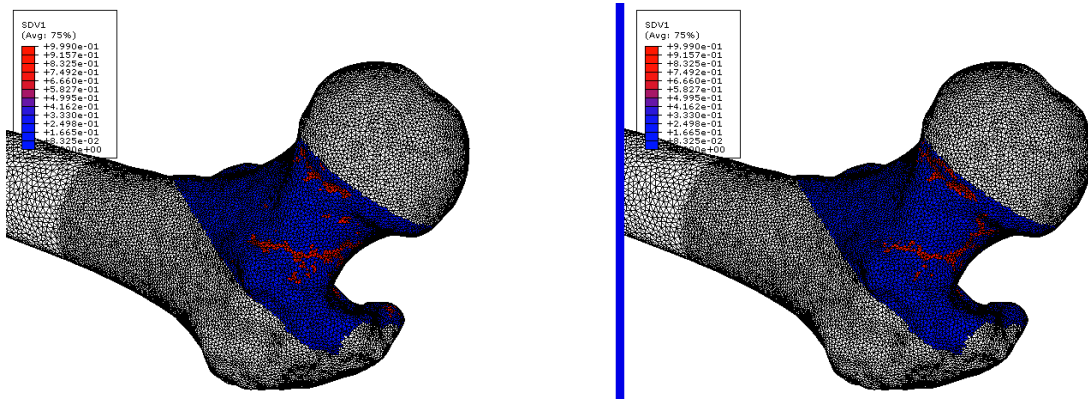 SDV1
(Avg: 75%)
+9.990e-01
+9.157e-01
+8.325e-01
+7.492e-01
+6.660e-01
+5.827e-01
+4.995e-01
+4.162e-01
+3.330e-01
+2.498e-01
+1.665e-01
+8.325e-02
SDV1
(Avg: 75%)
+9.990e-01
+9.157e-01
+8.325e-01
+7.492e-01
+6.660e-01
+5.827e-01
+4.995e-01
+4.162e-01
+3.330e-01
+2.498e-01
+1.665e-01
+8.325e-02